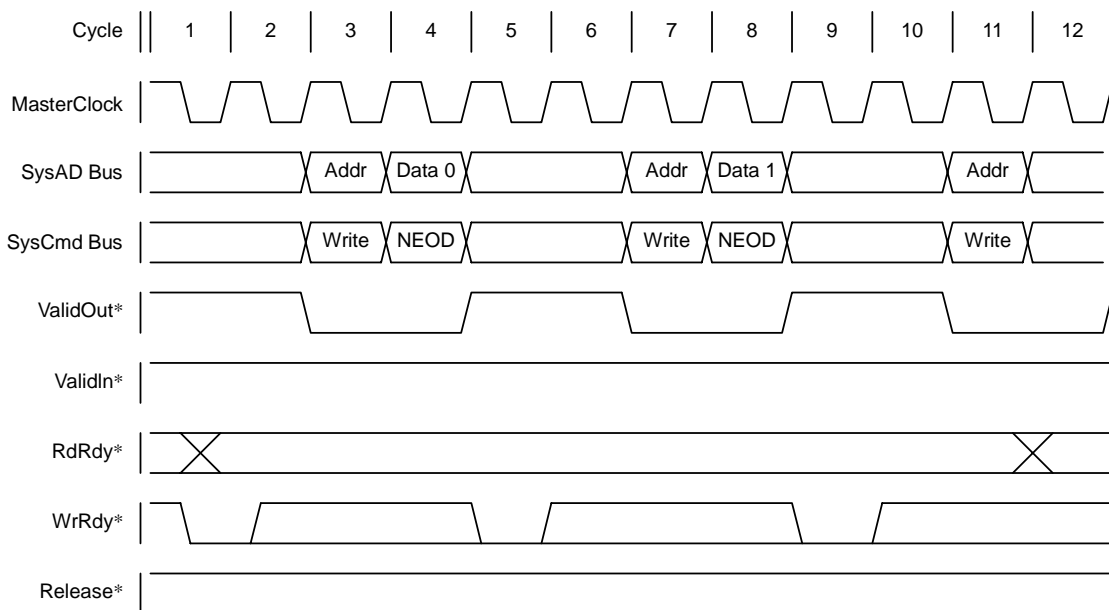 Cycle 1 2 3 4 5 6 7 8 9 10 11 12
MasterClock
SysAD Bus Addr Data 0 Addr Data 1 Addr
SysCmd Bus Write NEOD Write NEOD Write
ValidOut*
ValidIn*
RdRdy*
WrRdy*
Release*